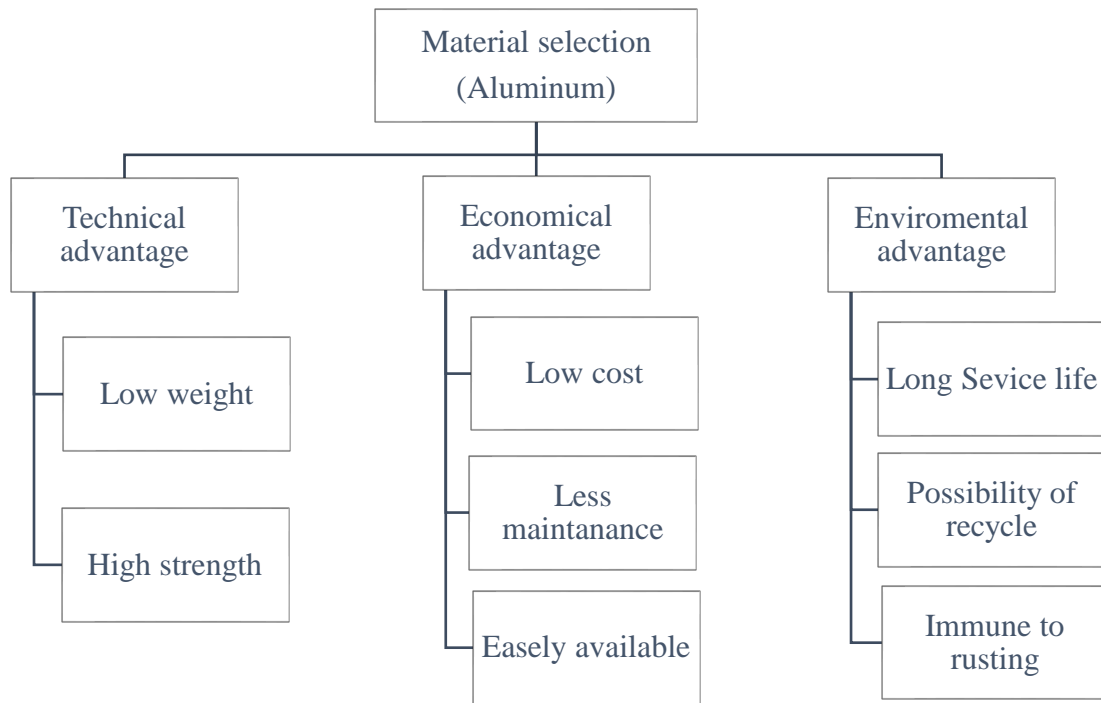 Material selection
(Aluminum)
Technical
advantage
Low weight
High strength
Economical
advantage
Low cost
Less
maintanance
Easely available
Enviromental
advantage
Long Sevice life
Possibility of
recycle
Immune to
rusting